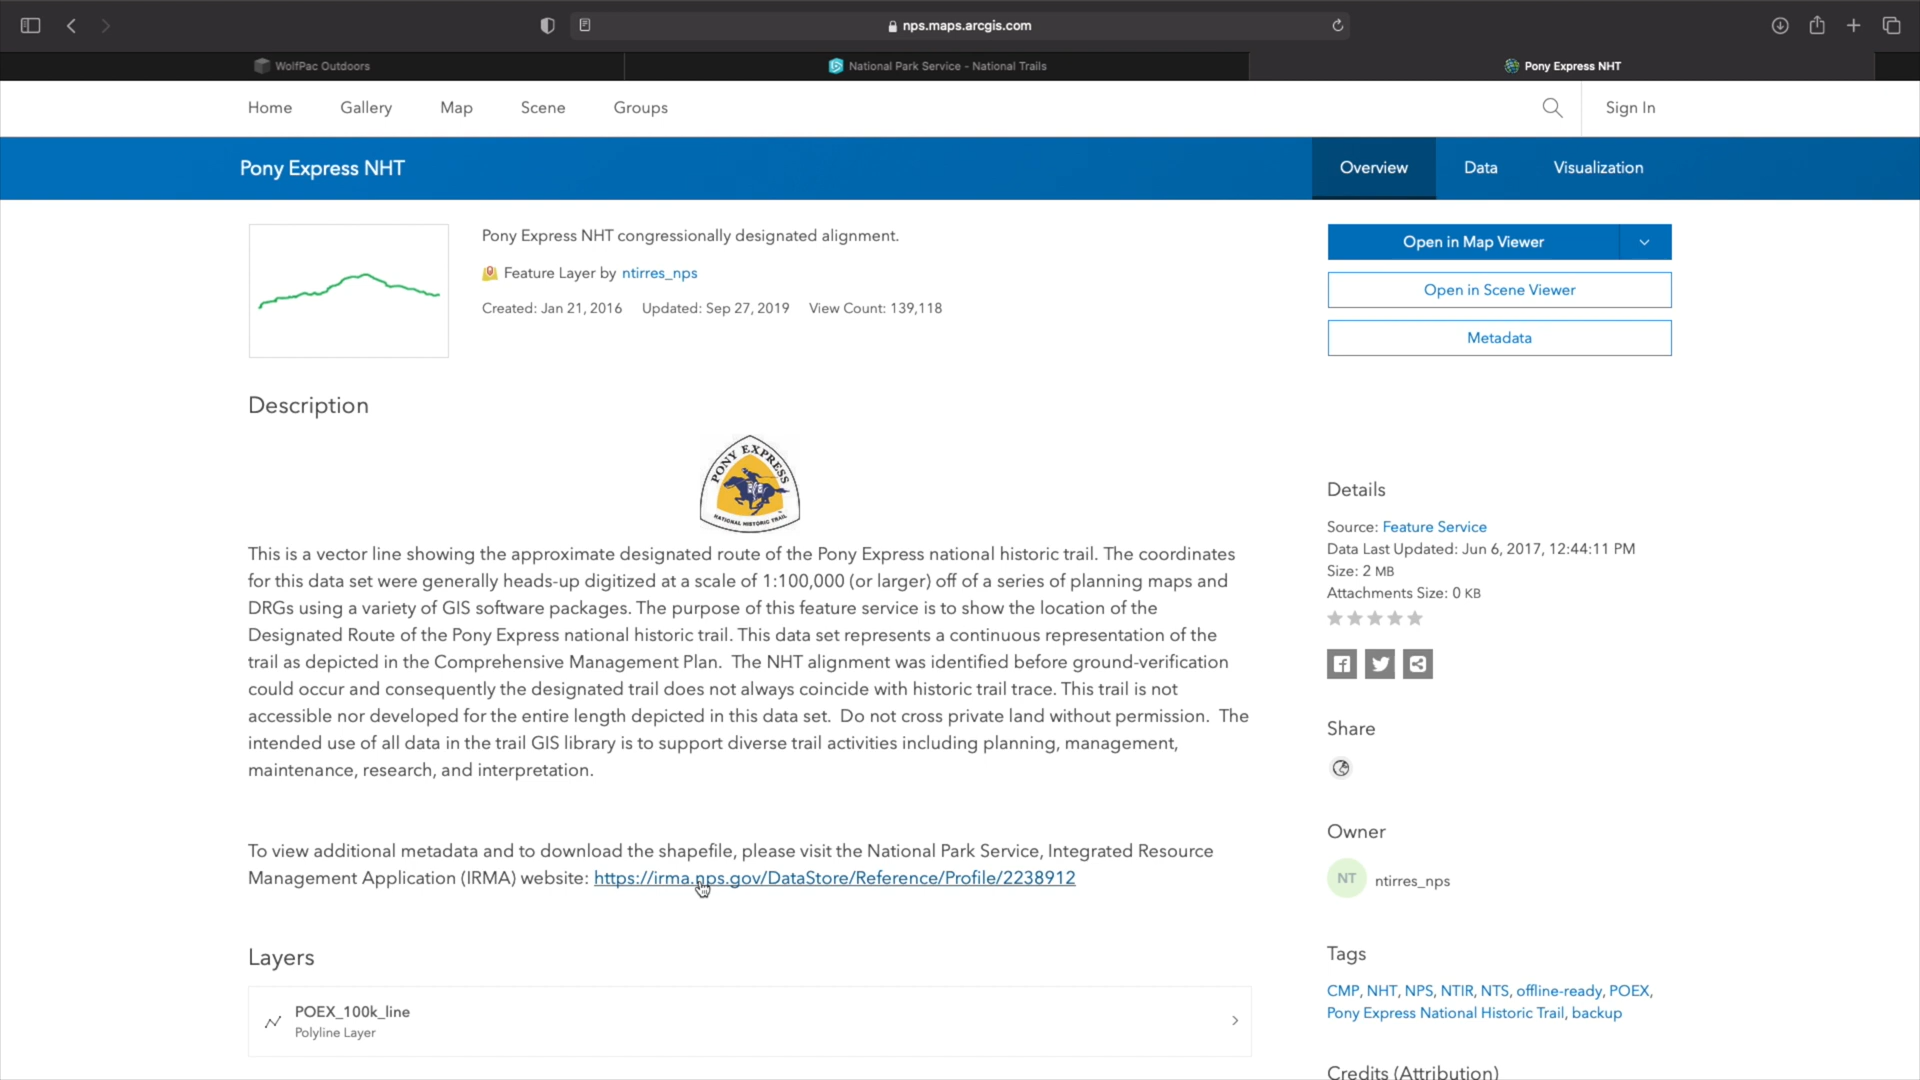 nps.maps.arcgis.com
WolfPac Outdoors
National Park Service - National Trails
Pony Express NHT
Home
Gallery
Map
Scene
Groups
Sign In
Pony Express NHT
Overview
Data
Visualization
Pony Express NHT congressionally designated alignment.
Feature Layer by ntirres_nps
Created: Jan 21, 2016 Updated: Sep 27, 2019 View Count: 139,118
Open in Map Viewer
Open in Scene Viewer
Metadata
Description
PONY EXPRESS
NATIONAL HISTORIC TRAIL
This is a vector line showing the approximate designated route of the Pony Express national historic trail. The coordinates
for this data set were generally heads-up digitized at a scale of 1:100,000 (or larger) off of a series of planning maps and
DRGs using a variety of GIS software packages. The purpose of this feature service is to show the location of the
Designated Route of the Pony Express national historic trail. This data set represents a continuous representation of the
trail as depicted in the Comprehensive Management Plan. The NHT alignment was identified before ground-verification
could occur and consequently the designated trail does not always coincide with historic trail trace. This trail is not
accessible nor developed for the entire length depicted in this data set. Do not cross private land without permission. The
intended use of all data in the trail GIS library is to support diverse trail activities including planning, management,
maintenance, research, and interpretation.
To view additional metadata and to download the shapefile, please visit the National Park Service, Integrated Resource
Management Application (IRMA) website: https://irma.nps.gov/DataStore/Reference/Profile/2238912
Layers
POEX_100k_line
Polyline Layer
Details
Source: Feature Service
Data Last Updated: Jun 6, 2017, 12:44:11 PM
Size: 2 MB
Attachments Size: 0 KB
Share
Owner
NT
ntirres_nps
Tags
CMP, NHT, NPS, NTIR, NTS, offline-ready, POEX,
Pony Express National Historic Trail, backup
Credits (Attribution)